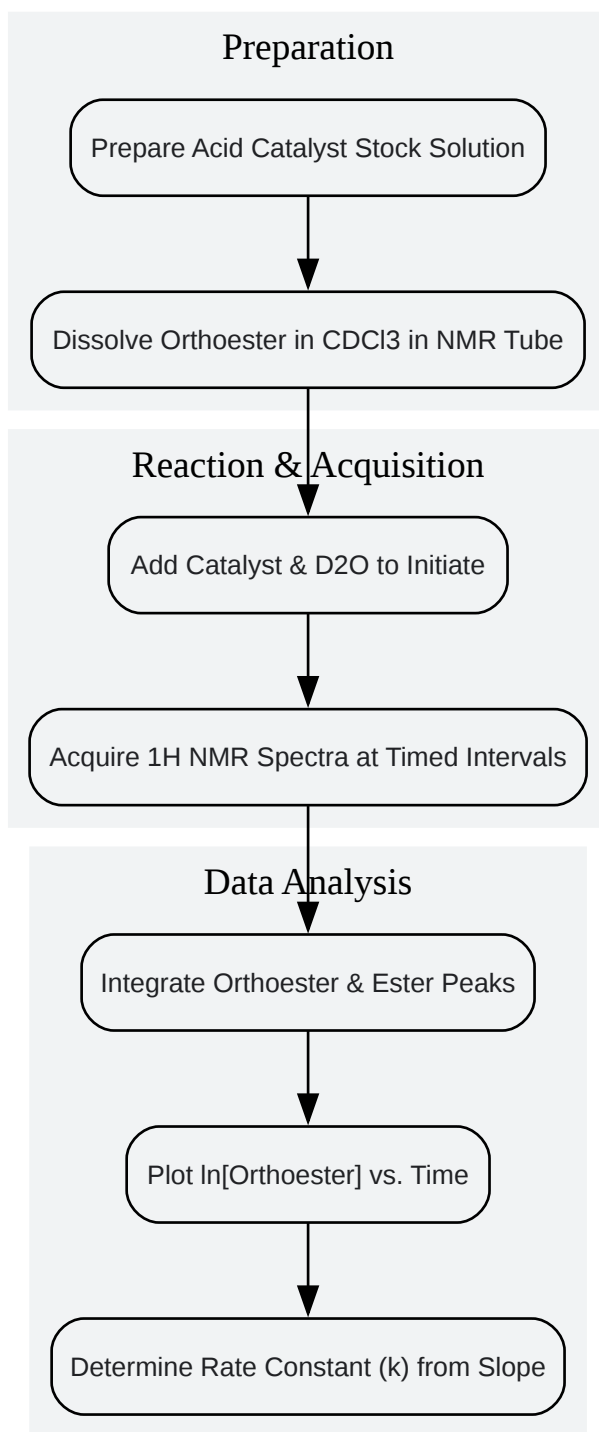 Preparation
Prepare Acid Catalyst Stock Solution
Dissolve Orthoester in CDCl3 in NMR Tube
Reaction & Acquisition
Add Catalyst & D2O to Initiate
Acquire 1H NMR Spectra at Timed Intervals
Data Analysis
Integrate Orthoester & Ester Peaks
Plot ln[Orthoester] vs. Time
Determine Rate Constant (k) from Slope